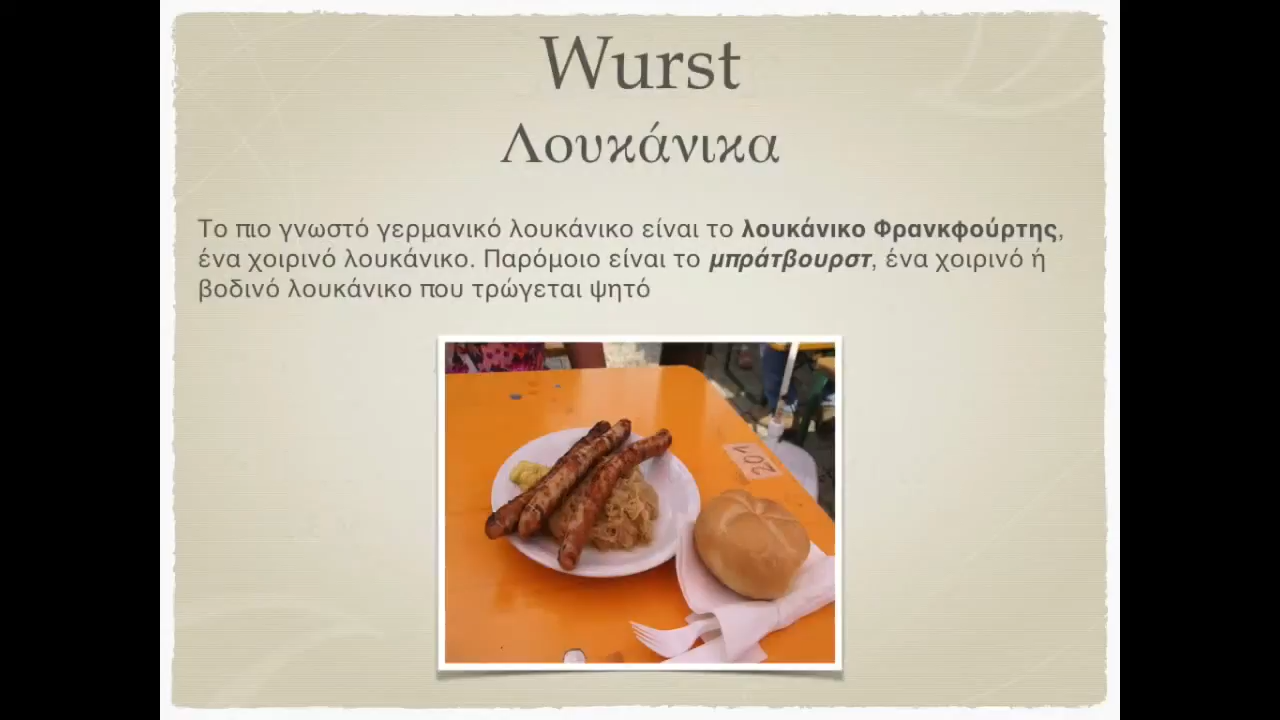 Wurst
Λουκάνικα
Το πιο γνωστό γερμανικό λουκάνικο είναι το λουκάνικο Φρανκφούρτης,
ένα χοιρινό λουκάνικο. Παρόμοιο είναι το μπράτβουρστ, ένα χοιρινό ή
βοδινό λουκάνικο που τρώγεται ψητό
201